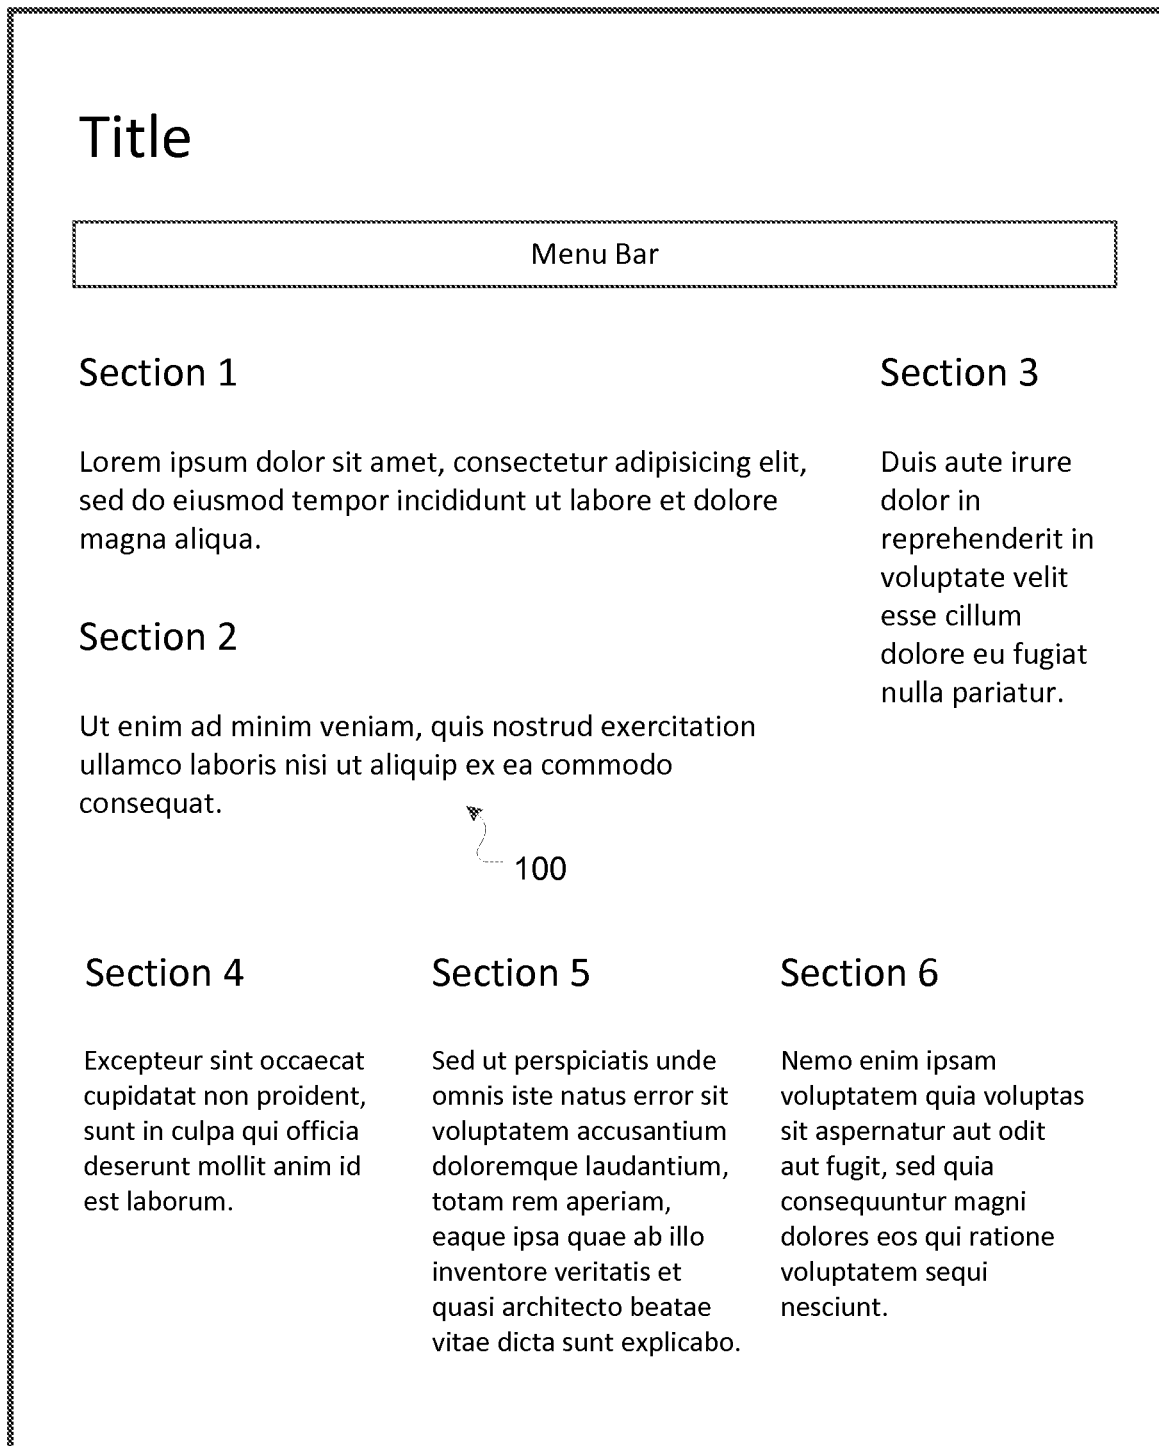 Title
Menu Bar
Section 1
Lorem ipsum dolor sit amet, consectetur adipisicing elit,
sed do eiusmod tempor incididunt ut labore et dolore
magna aliqua.
Section 2
Ut enim ad minim veniam, quis nostrud exercitation
ullamco laboris nisi ut aliquip ex ea commodo
consequat.
100
Section 3
Duis aute irure
dolor in
reprehenderit in
voluptate velit
esse cillum
dolore eu fugiat
nulla pariatur.
Section 4
Excepteur sint occaecat
cupidatat non proident,
sunt in culpa qui officia
deserunt mollit anim id
est laborum.
Section 5
Sed ut perspiciatis unde
omnis iste natus error sit
voluptatem accusantium
doloremque laudantium,
totam rem aperiam,
eaque ipsa quae ab illo
inventore veritatis et
quasi architecto beatae
vitae dicta sunt explicabo.
Section 6
Nemo enim ipsam
voluptatem quia voluptas
sit aspernatur aut odit
aut fugit, sed quia
consequuntur magni
dolores eos qui ratione
voluptatem sequi
nesciunt.